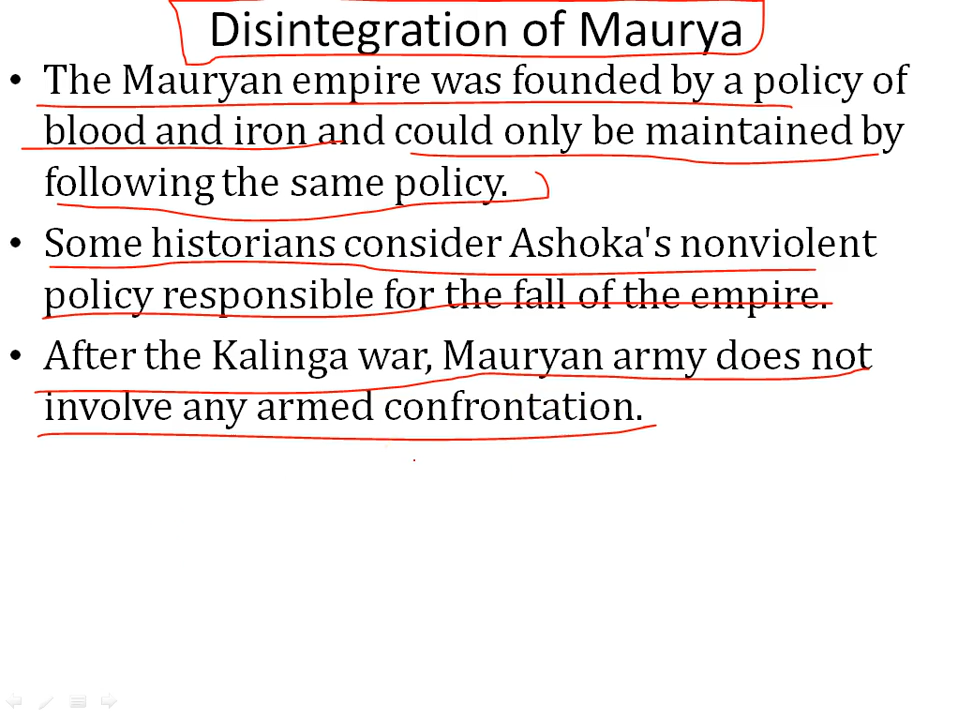 Disintegration of Maurya
• The Mauryan empire was founded by a policy of
blood and iron and could only be maintained by
following the same policy.
• Some historians consider Ashoka's nonviolent
policy responsible for the fall of the empire.
• After the Kalinga war, Mauryan army does not
involve any armed confrontation.